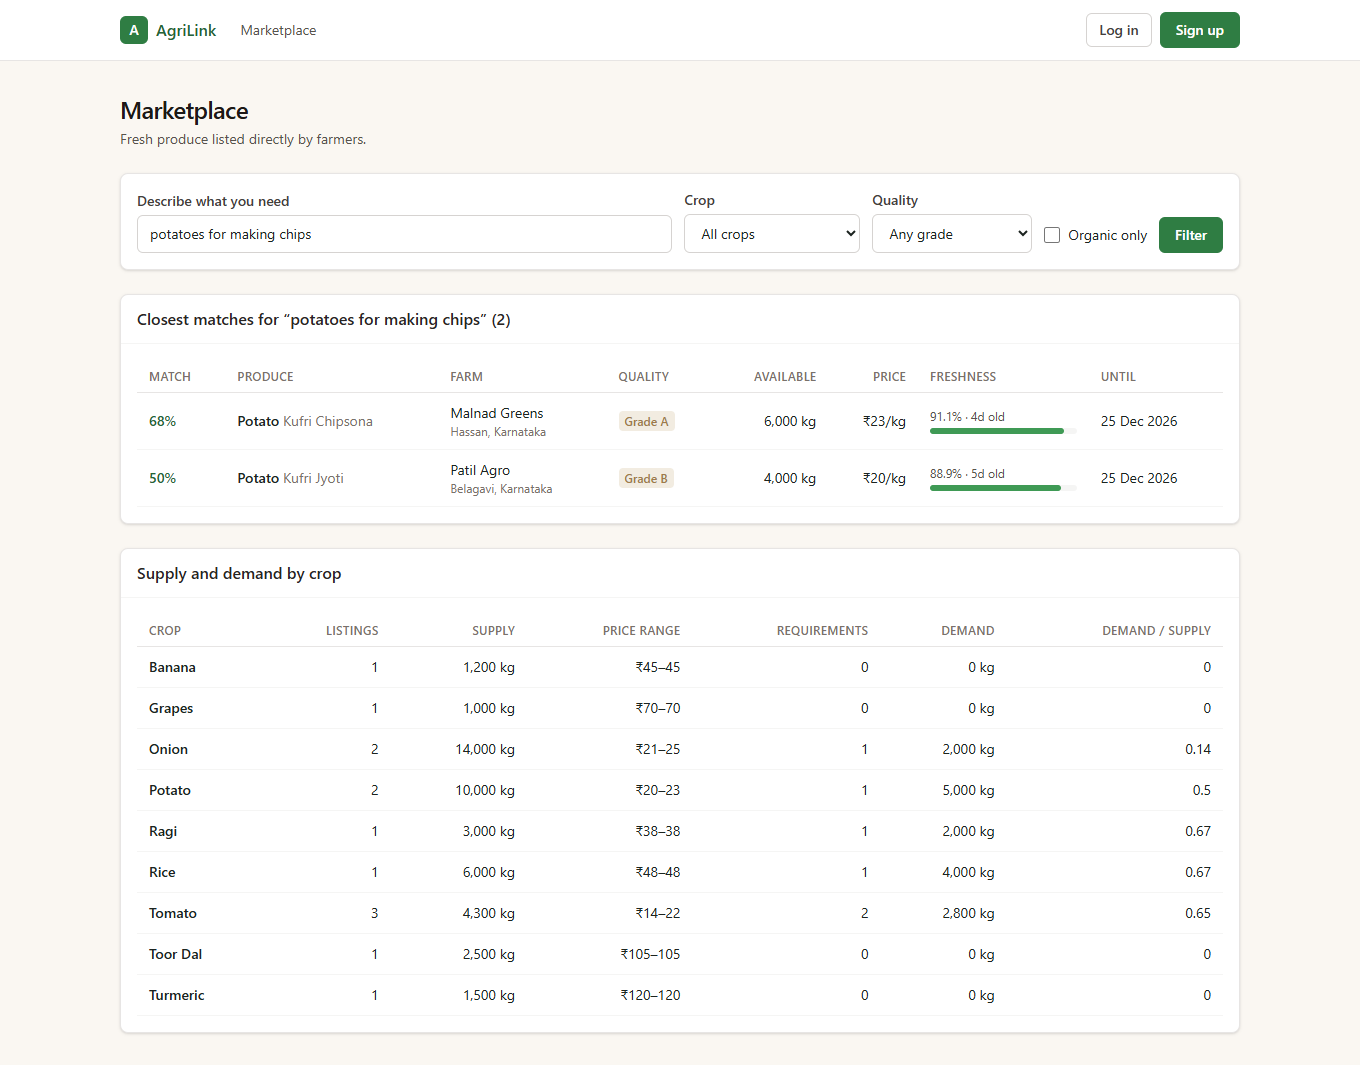 A AgriLink Marketplace Log in Sign up
Marketplace
Fresh produce listed directly by farmers.
Describe what you need Crop Quality
potatoes for making chips All crops Any grade Organic only Filter
Closest matches for “potatoes for making chips” (2)
MATCH PRODUCE FARM QUALITY AVAILABLE PRICE FRESHNESS UNTIL
68% Potato Kufri Chipsona Malnad Greens Grade A 6,000 kg ₹23/kg 91.1% · 4d old 25 Dec 2026
Hassan, Karnataka
50% Potato Kufri Jyoti Patil Agro Grade B 4,000 kg ₹20/kg 88.9% · 5d old 25 Dec 2026
Belagavi, Karnataka
Supply and demand by crop
CROP LISTINGS SUPPLY PRICE RANGE REQUIREMENTS DEMAND DEMAND / SUPPLY
Banana 1 1,200 kg ₹45–45 0 0 kg 0
Grapes 1 1,000 kg ₹70–70 0 0 kg 0
Onion 2 14,000 kg ₹21–25 1 2,000 kg 0.14
Potato 2 10,000 kg ₹20–23 1 5,000 kg 0.5
Ragi 1 3,000 kg ₹38–38 1 2,000 kg 0.67
Rice 1 6,000 kg ₹48–48 1 4,000 kg 0.67
Tomato 3 4,300 kg ₹14–22 2 2,800 kg 0.65
Toor Dal 1 2,500 kg ₹105–105 0 0 kg 0
Turmeric 1 1,500 kg ₹120–120 0 0 kg 0